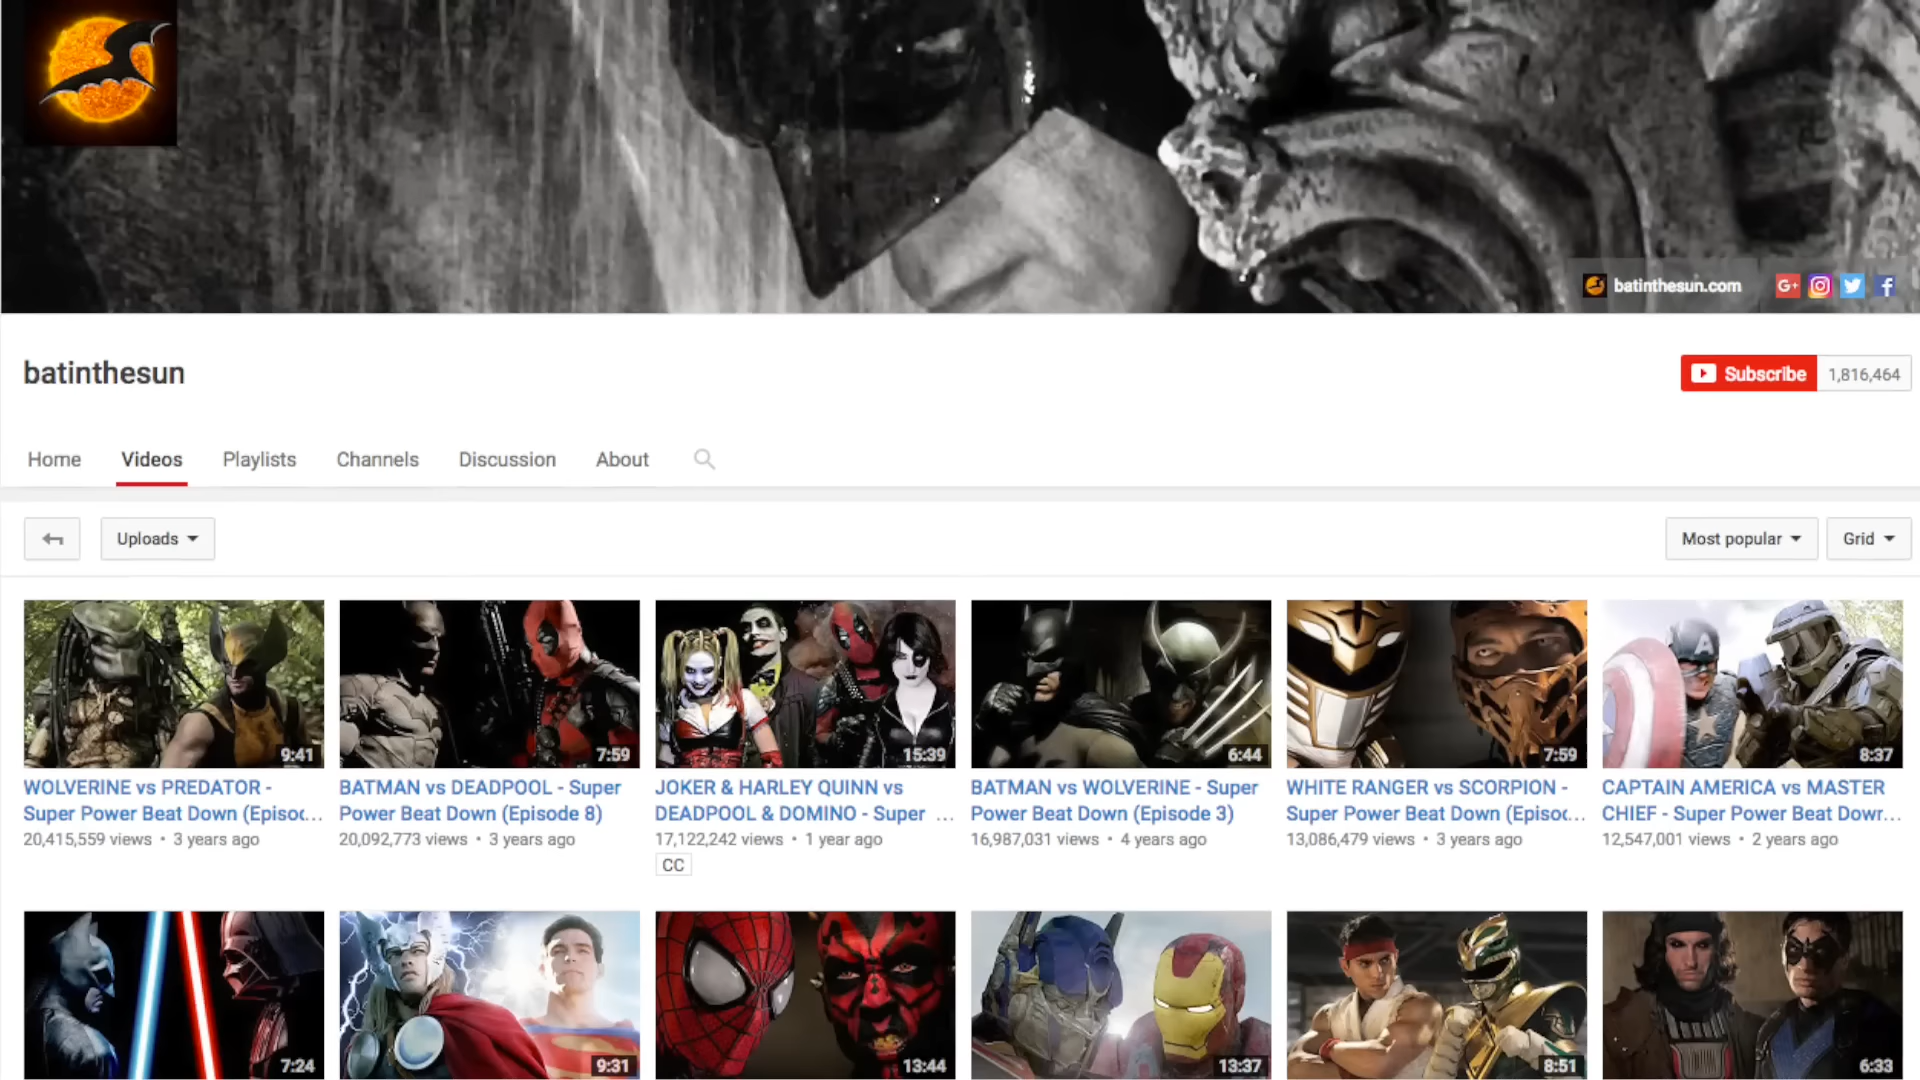 batinthesun.com
batinthesun
Subscribe 1,816,464
Home Videos Playlists Channels Discussion About
Uploads Most popular Grid
9:41 7:59 15:39 6:44 7:59 8:37
WOLVERINE vs PREDATOR -
Super Power Beat Down (Episoc...
20,415,559 views • 3 years ago
BATMAN vs DEADPOOL - Super
Power Beat Down (Episode 8)
20,092,773 views • 3 years ago
JOKER & HARLEY QUINN vs
DEADPOOL & DOMINO - Super ...
17,122,242 views • 1 year ago
CC
BATMAN vs WOLVERINE - Super
Power Beat Down (Episode 3)
16,987,031 views • 4 years ago
WHITE RANGER vs SCORPION -
Super Power Beat Down (Episoc...
13,086,479 views • 3 years ago
CAPTAIN AMERICA vs MASTER
CHIEF - Super Power Beat Dowr...
12,547,001 views • 2 years ago
7:24 9:31 13:44 13:37 8:51 6:33